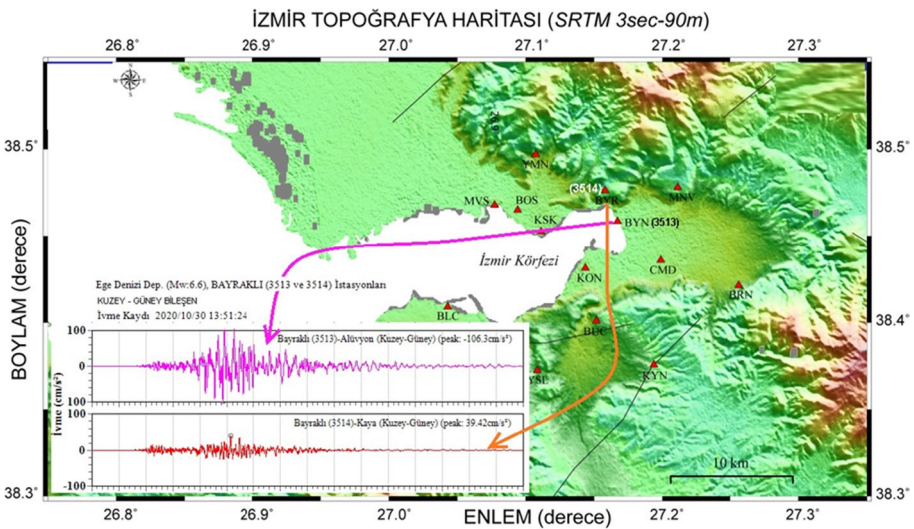 İZMİR TOPOĞRAFYA HARİTASI (SRTM 3sec-90m)
26.8° 26.9° 27.0° 27.1° 27.2° 27.3°
38.5° 38.5°
YMN
(3514) BYR MNV
MVS BOS
KSK BYN (3513)
İzmir Körfezi
KON CMD
BRN
BLC
38.4° 38.4°
BUC
YSL KYN
BOYLAM (derece)
Ege Denizi Dep. (Mw:6.6), BAYRAKLI (3513 ve 3514) İstasyonları
KUZEY - GÜNEY BİLEŞEN
İvme Kaydı 2020/10/30 13:51:24
100
Bayraklı (3513)-Alüvyon (Kuzey-Güney) (peak: -106.3cm/s²)
0
-100
İvme (cm/s²)
100
Bayraklı (3514)-Kaya (Kuzey-Güney) (peak: 39.42cm/s²)
0
-100
10 km
38.3° 38.3°
26.8° 26.9° 27.0° 27.1° 27.2° 27.3°
ENLEM (derece)